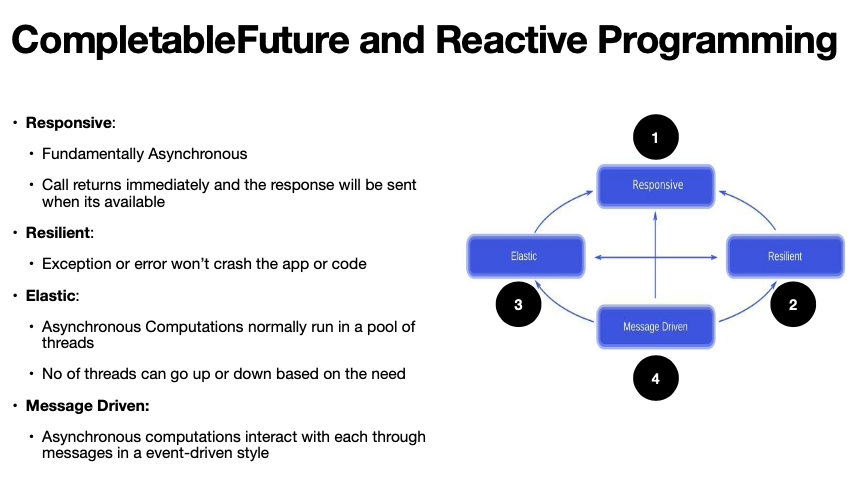 CompletableFuture and Reactive Programming
• Responsive:
• Fundamentally Asynchronous
• Call returns immediately and the response will be sent
when its available
• Resilient:
• Exception or error won’t crash the app or code
• Elastic:
• Asynchronous Computations normally run in a pool of
threads
• No of threads can go up or down based on the need
• Message Driven:
• Asynchronous computations interact with each through
messages in a event-driven style
1
Responsive
Elastic
Resilient
3
2
Message Driven
4